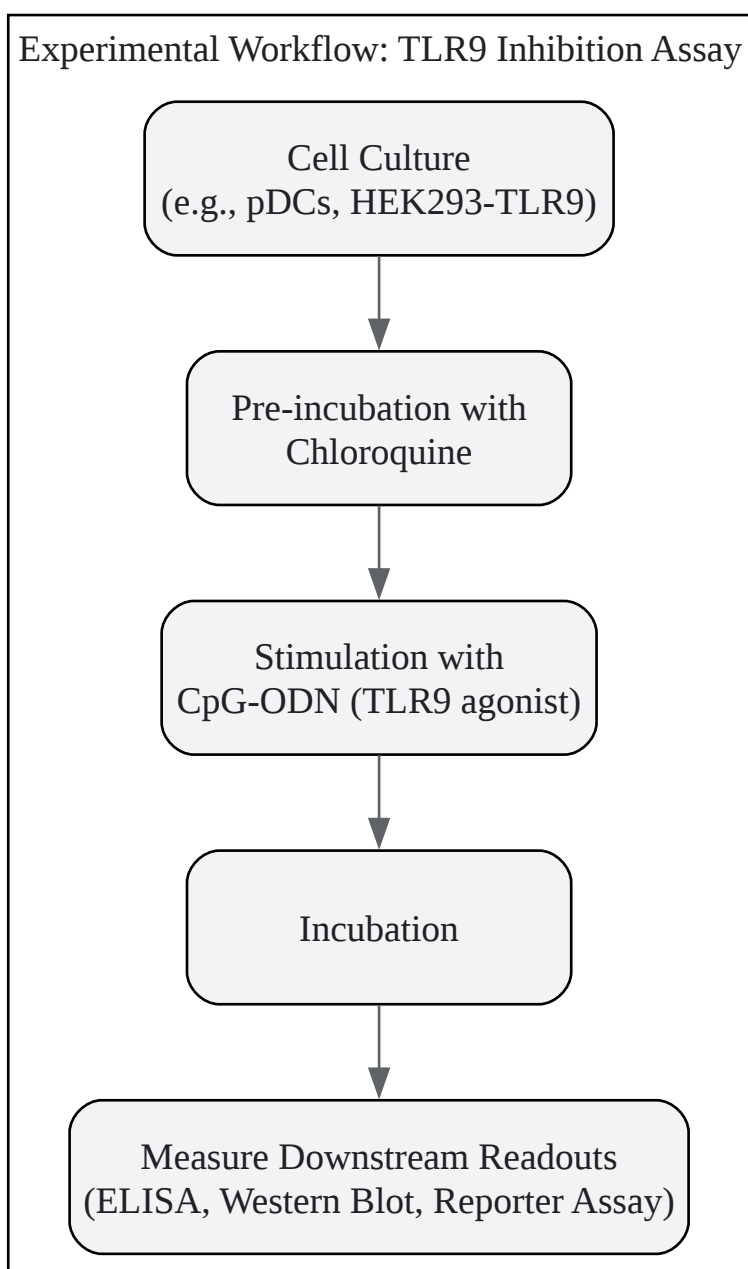 Experimental Workflow: TLR9 Inhibition Assay
Cell Culture
(e.g., pDCs, HEK293-TLR9)
Pre-incubation with
Chloroquine
Stimulation with
CpG-ODN (TLR9 agonist)
Incubation
Measure Downstream Readouts
(ELISA, Western Blot, Reporter Assay)